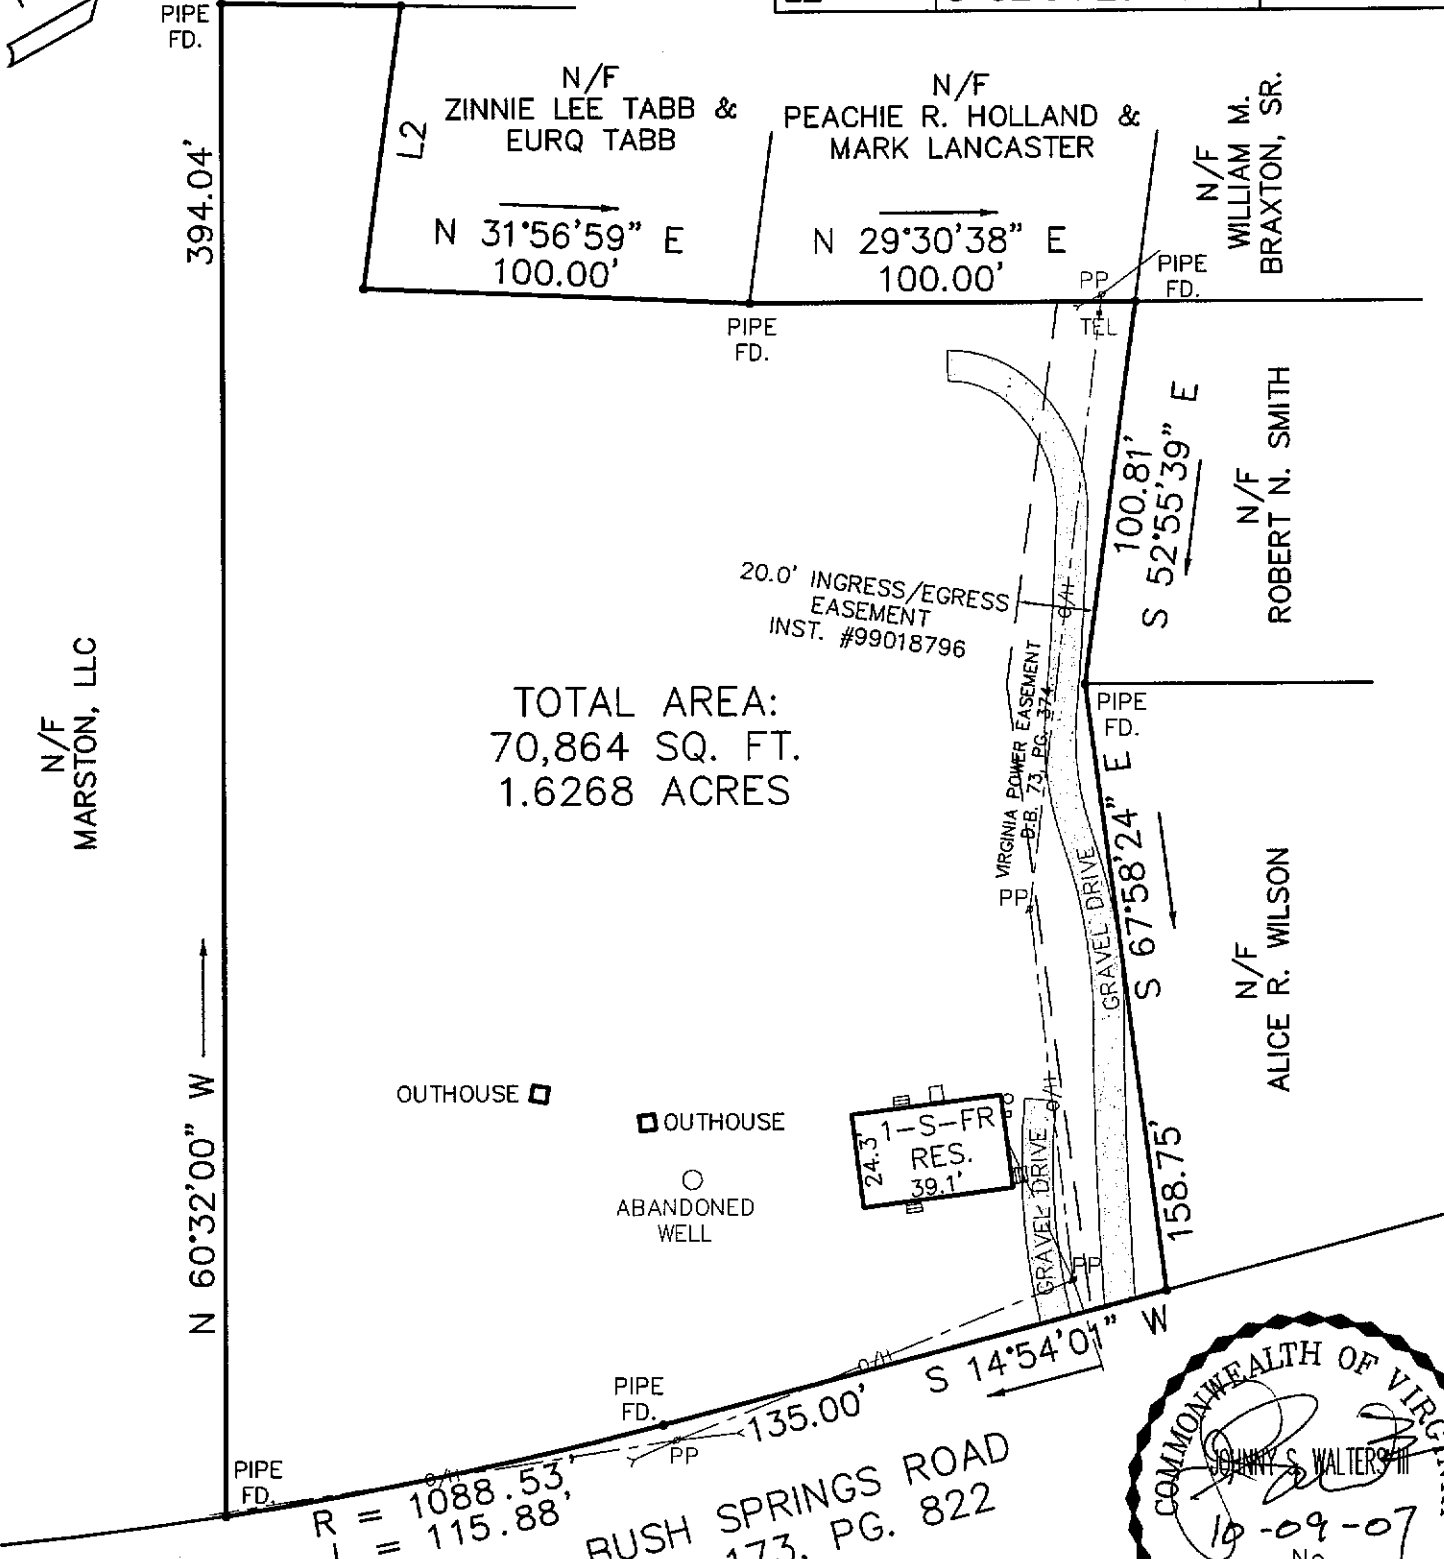 PIPE
FD.
L2
394.04'
N/F
ZINNIE LEE TABB &
EURQ TABB
N 31°56'59" E
100.00'
N/F
PEACHIE R. HOLLAND &
MARK LANCASTER
N 29°30'38" E
100.00'
N/F
WILLIAM M.
BRAXTON, SR.
PP
PIPE
FD.
TEL
PIPE
FD.
100.81'
S 52°55'39" E
N/F
ROBERT N. SMITH
20.0' INGRESS/EGRESS
EASEMENT
INST. #99018796
O/H
VIRGINIA POWER EASEMENT
D.B. 73, PG. 374
N/F
MARSTON, LLC
TOTAL AREA:
70,864 SQ. FT.
1.6268 ACRES
PIPE
FD.
PP
GRAVEL DRIVE
S 67°58'24" E
158.75'
N/F
ALICE R. WILSON
N 60°32'00" W
OUTHOUSE
OUTHOUSE
ABANDONED
WELL
1-S-FR
RES.
24.3'
39.1'
O/H
GRAVEL DRIVE
PP
S 14°54'01" W
135.00'
O/H
PIPE
FD.
PP
PIPE
FD.
O/H
R = 1088.53'
L = 115.88'
BUSH SPRINGS ROAD
173, PG. 822
COMMONWEALTH OF VIRGINIA
JOHNNY S. WALTERS III
10-09-07
No.